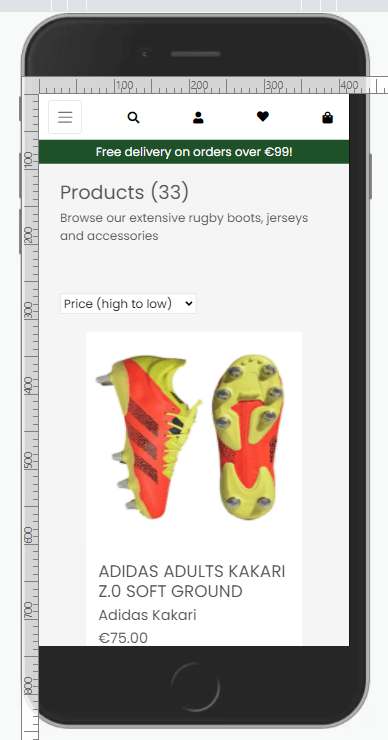 100 200 300 400
100
200
300
400
500
600
700
800
Free delivery on orders over €99!
Products (33)
Browse our extensive rugby boots, jerseys
and accessories
Price (high to low)
ADIDAS ADULTS KAKARI
Z.0 SOFT GROUND
Adidas Kakari
€75.00